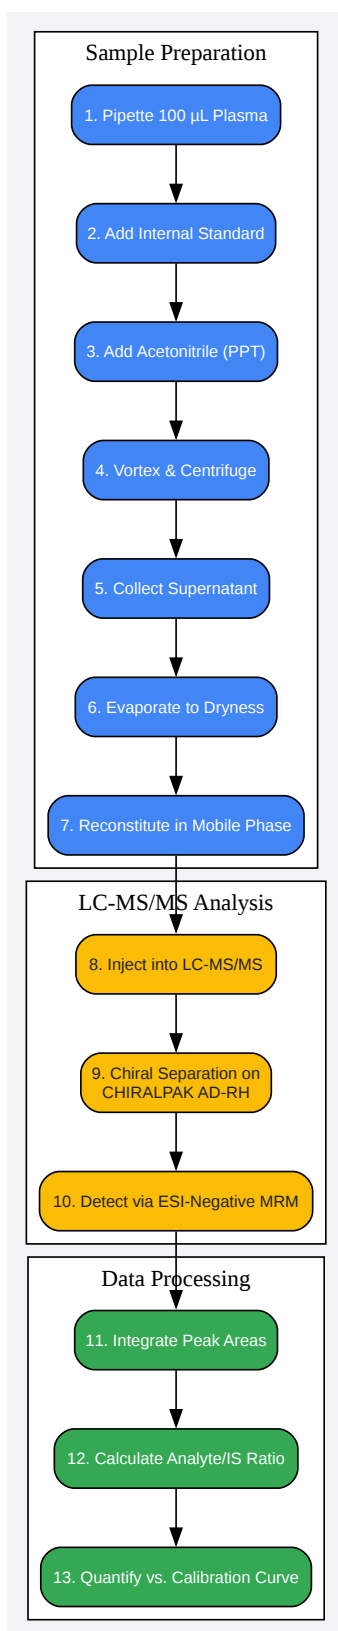 Sample Preparation
1. Pipette 100 µL Plasma
2. Add Internal Standard
3. Add Acetonitrile (PPT)
4. Vortex & Centrifuge
5. Collect Supernatant
6. Evaporate to Dryness
7. Reconstitute in Mobile Phase
LC-MS/MS Analysis
8. Inject into LC-MS/MS
9. Chiral Separation on
CHIRALPAK AD-RH
10. Detect via ESI-Negative MRM
Data Processing
11. Integrate Peak Areas
12. Calculate Analyte/IS Ratio
13. Quantify vs. Calibration Curve